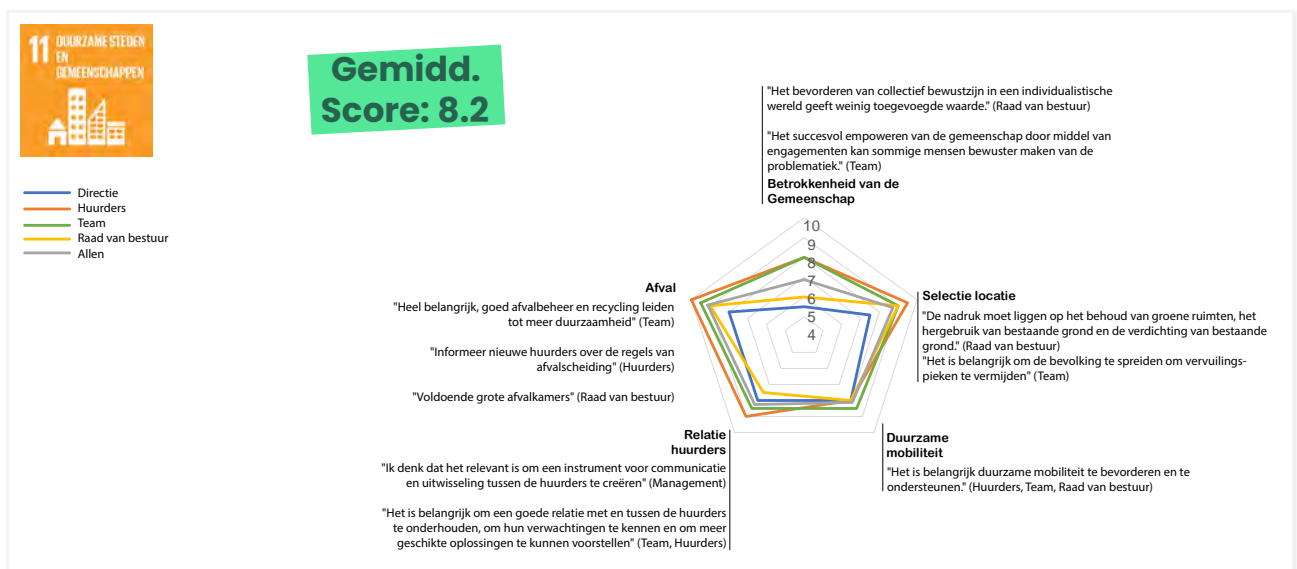 11 DUURZAME STEDEN
EN
GEMEENSCHAPPEN
Gemidd.
Score: 8.2
Directie
Huurders
Team
Raad van bestuur
Allen
"Het bevorderen van collectief bewustzijn in een individualistische
wereld geeft weinig toegevoegde waarde." (Raad van bestuur)
"Het succesvol empoweren van de gemeenschap door middel van
engagementen kan sommige mensen bewuster maken van de
problematiek." (Team)
Betrokkenheid van de
Gemeenschap
10
9
8
7
6
5
4
Selectie locatie
"De nadruk moet liggen op het behoud van groene ruimten, het
hergebruik van bestaande grond en de verdichting van bestaande
grond." (Raad van bestuur)
"Het is belangrijk om de bevolking te spreiden om vervuilings-
pieken te vermijden" (Team)
Duurzame
mobiliteit
"Het is belangrijk duurzame mobiliteit te bevorderen en te
ondersteunen." (Huurders, Team, Raad van bestuur)
Afval
"Heel belangrijk, goed afvalbeheer en recycling leiden
tot meer duurzaamheid" (Team)
"Informeer nieuwe huurders over de regels van
afvalscheiding" (Huurders)
"Voldoende grote afvalkamers" (Raad van bestuur)
Relatie
huurders
"Ik denk dat het relevant is om een instrument voor communicatie
en uitwisseling tussen de huurders te creëren" (Management)
"Het is belangrijk om een goede relatie met en tussen de huurders
te onderhouden, om hun verwachtingen te kennen en om meer
geschikte oplossingen te kunnen voorstellen" (Team, Huurders)